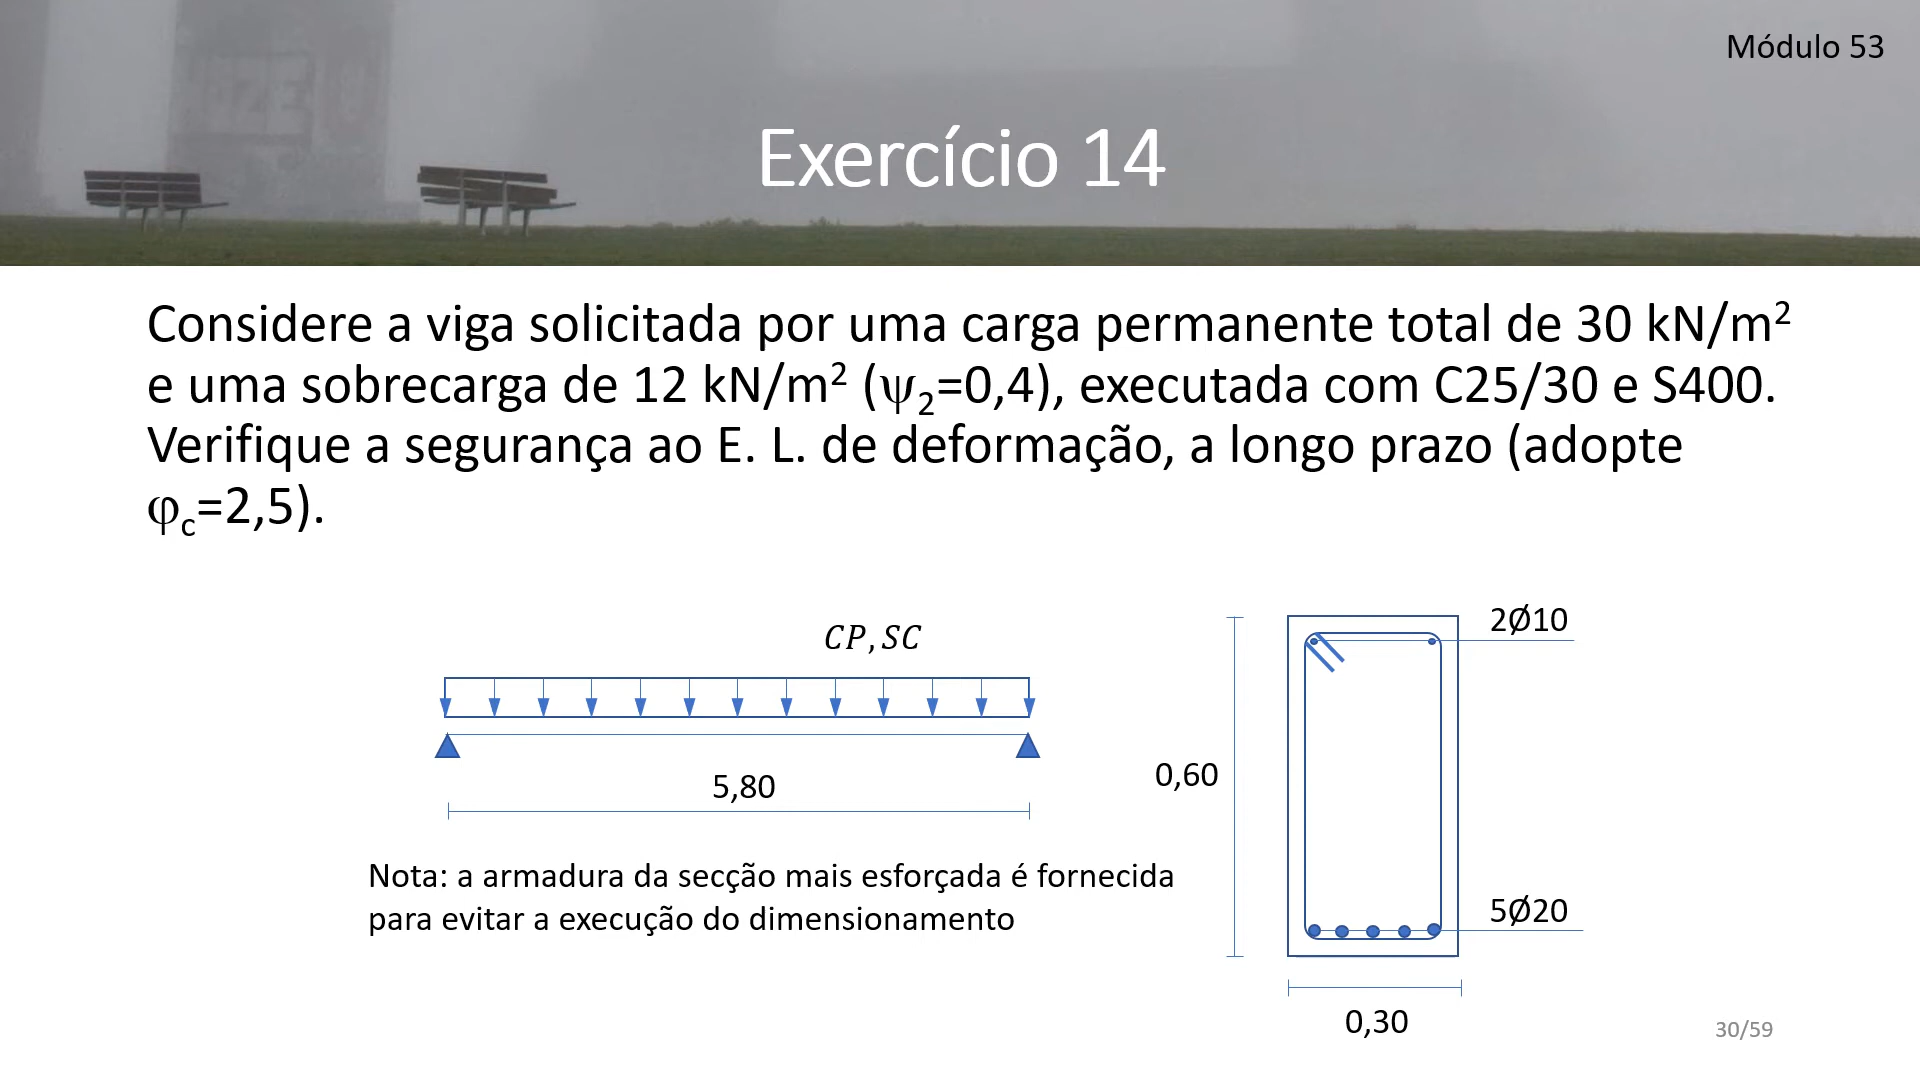 Módulo 53
Exercício 14
Considere a viga solicitada por uma carga permanente total de 30 kN/m²
e uma sobrecarga de 12 kN/m² (ψ₂=0,4), executada com C25/30 e S400.
Verifique a segurança ao E. L. de deformação, a longo prazo (adopte
φc=2,5).
CP, SC
5,80
Nota: a armadura da secção mais esforçada é fornecida
para evitar a execução do dimensionamento
2Ø10
0,60
5Ø20
0,30
30/59